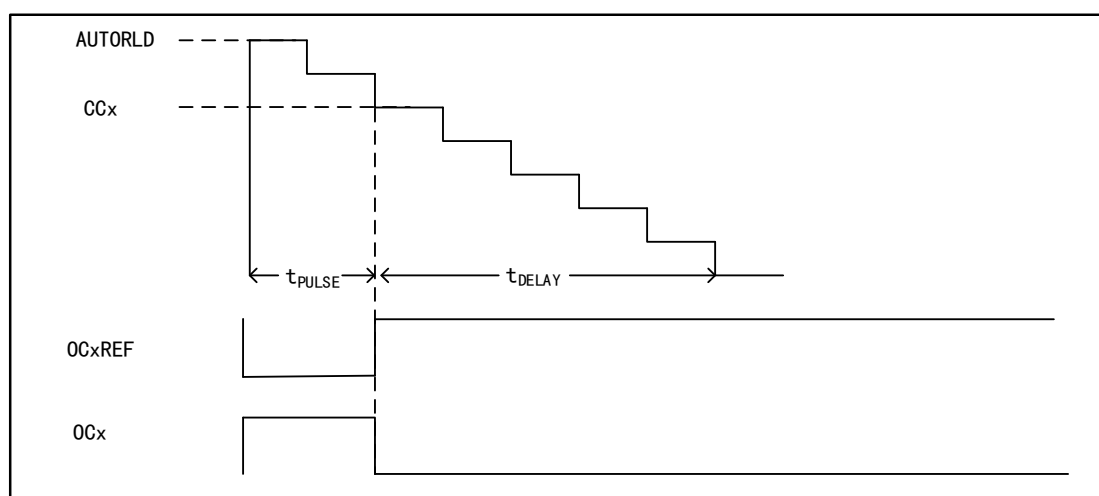 AUTORLD
CCx
tPULSE
tDELAY
OCxREF
OCx